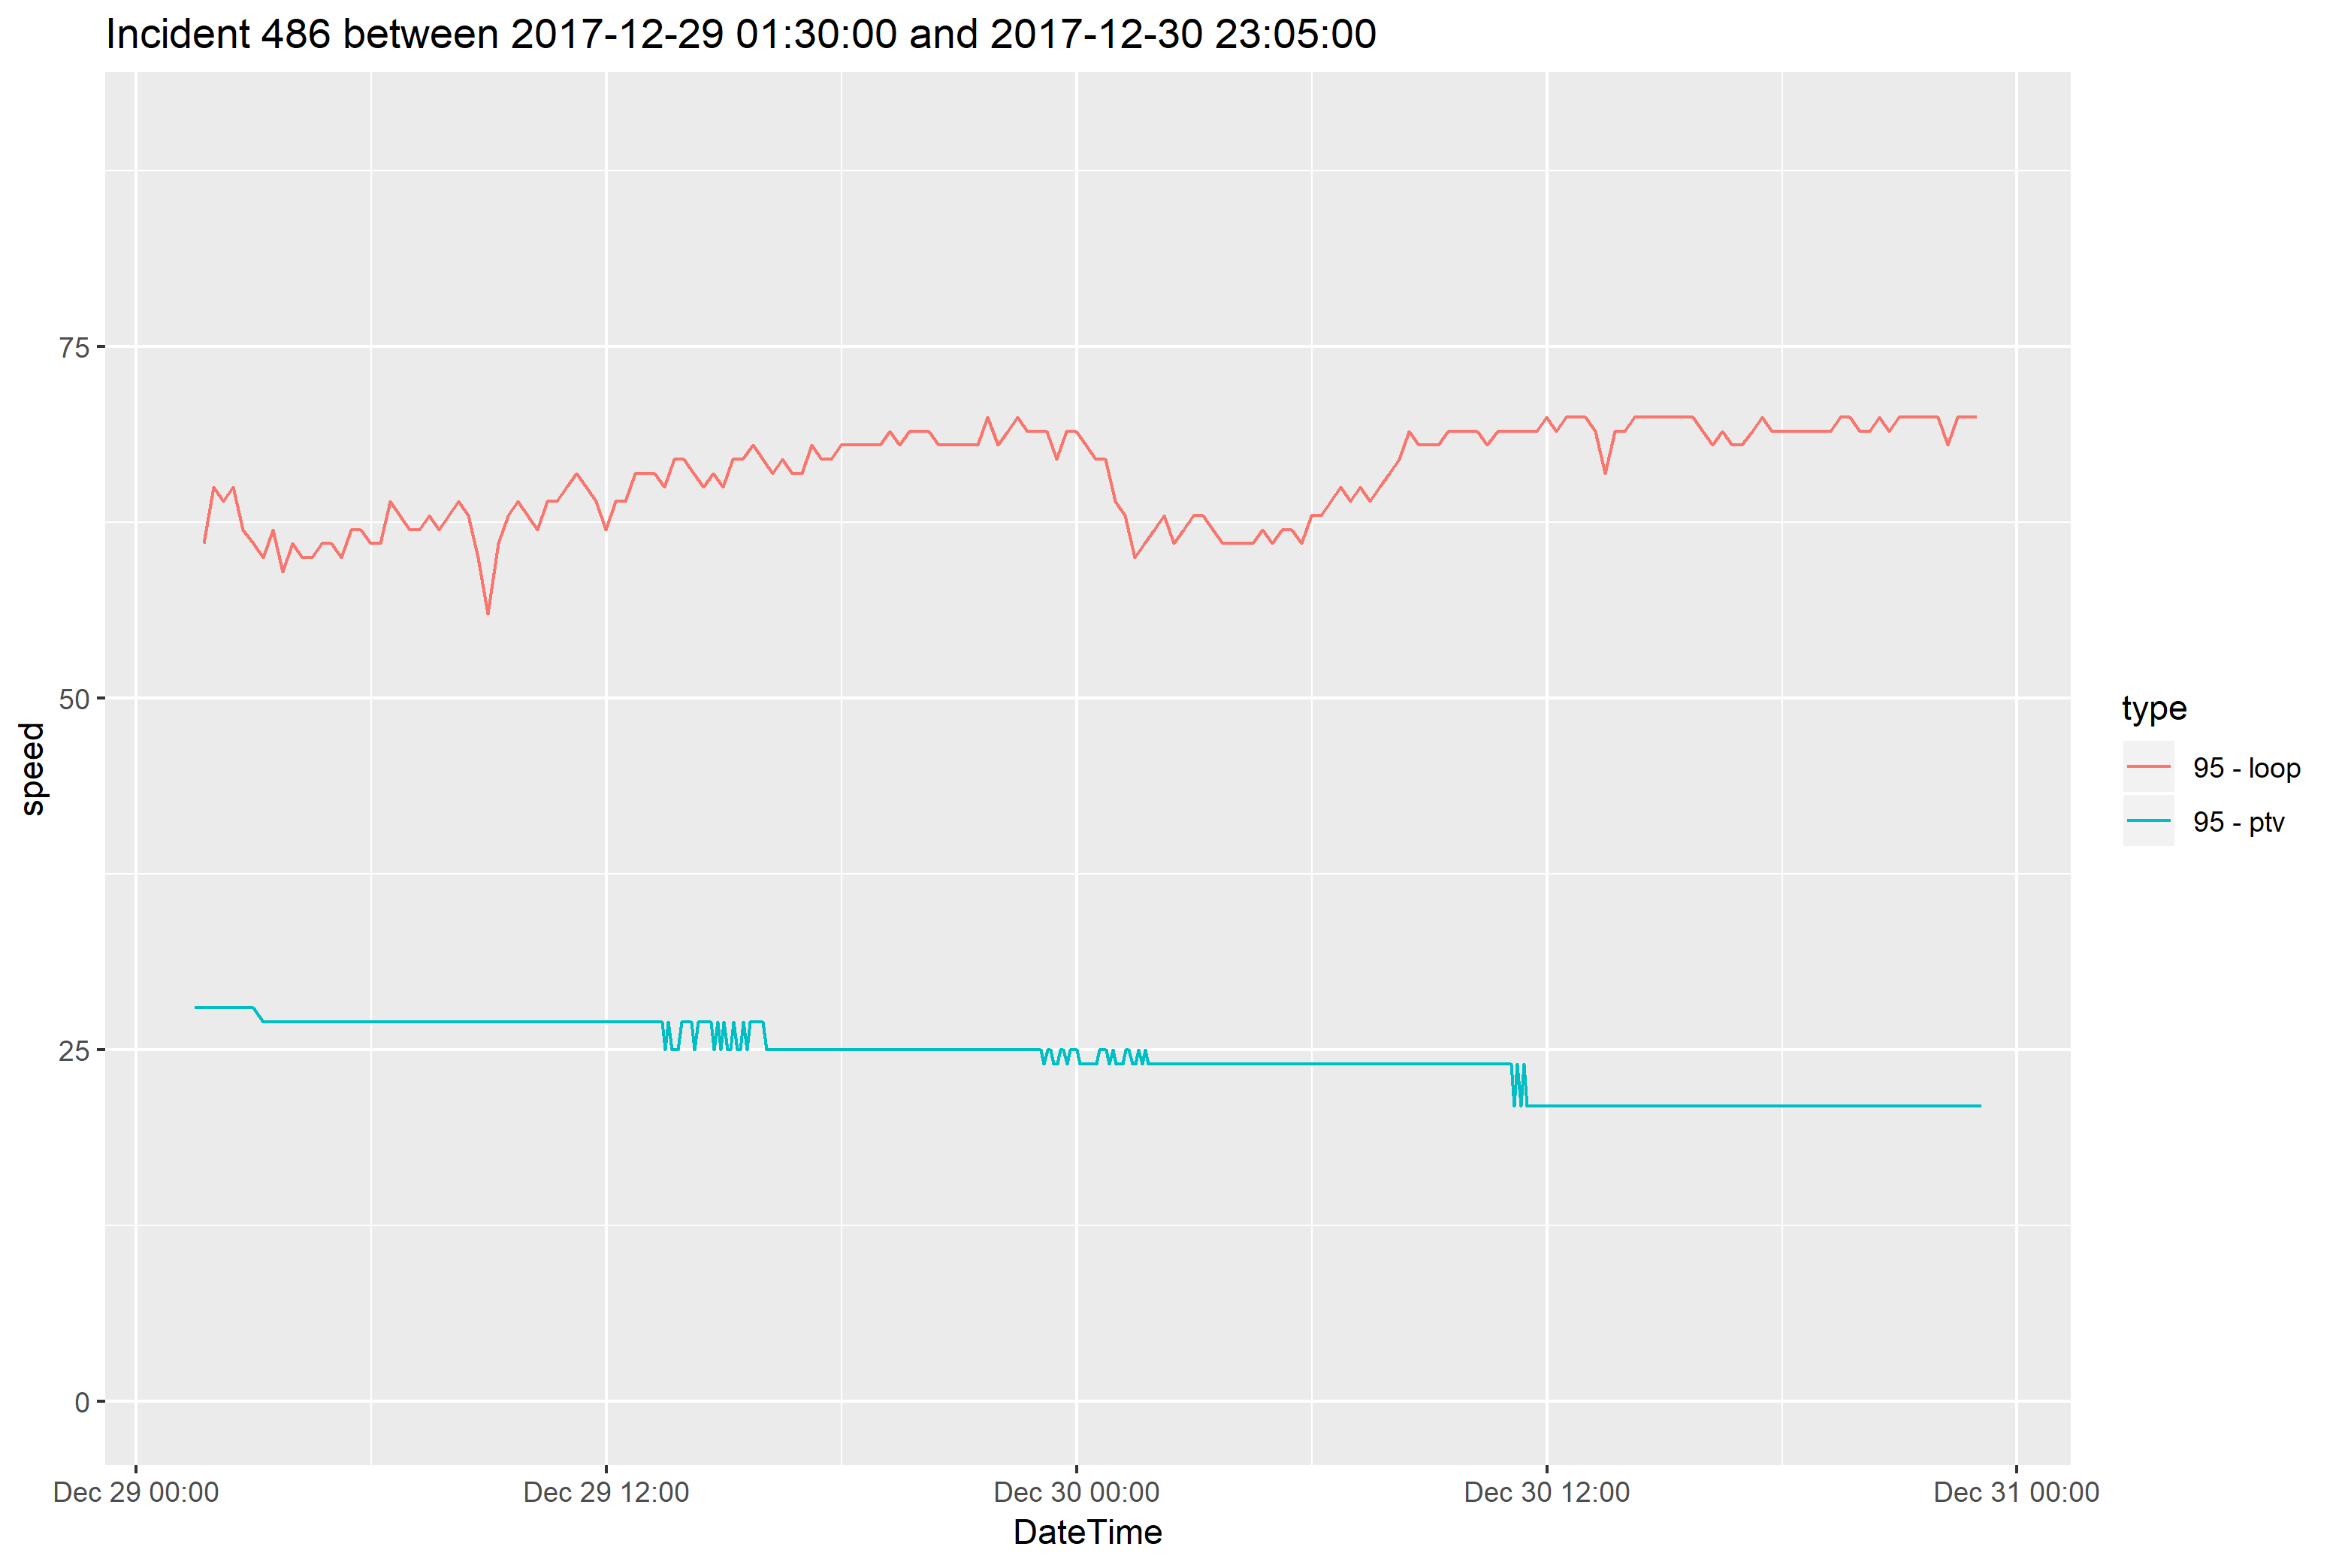 Incident 486 between 2017-12-29 01:30:00 and 2017-12-30 23:05:00
75
50
25
0
speed
Dec 29 00:00
Dec 29 12:00
Dec 30 00:00
Dec 30 12:00
Dec 31 00:00
DateTime
type
95 - loop
95 - ptv